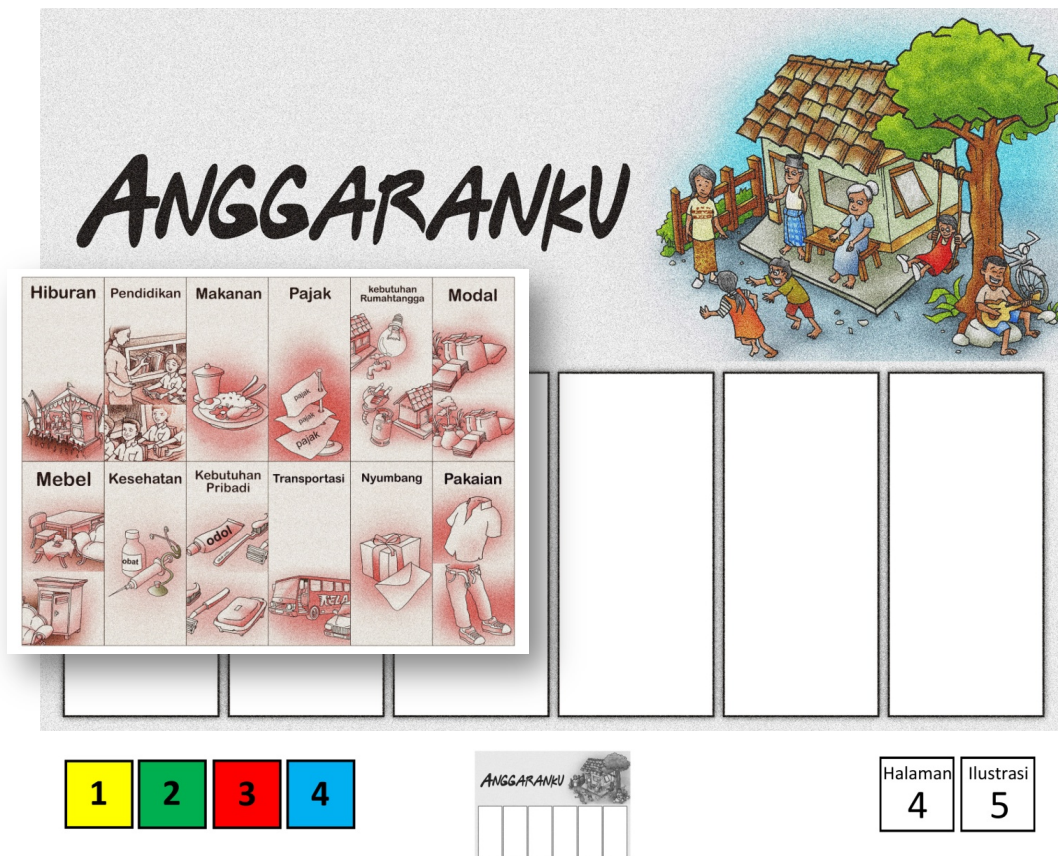 ANGGARANKU
Hiburan Pendidikan Makanan Pajak kebutuhan Rumahtangga Modal
pajak
pajak
pajak
Mebel Kesehatan Kebutuhan Pribadi Transportasi Nyumbang Pakaian
obat
odol
RELA
1 2 3 4
ANGGARANKU
Halaman 4
Ilustrasi 5